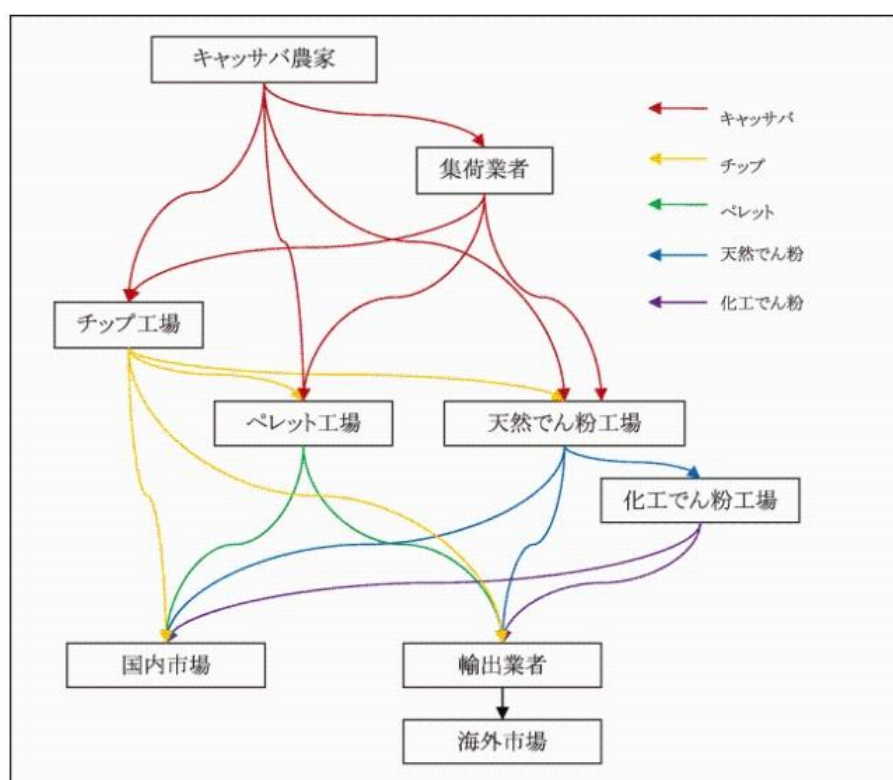 キャッサバ農家
キャッサバ
集荷業者
チップ
ペレット
天然でん粉
化工でん粉
チップ工場
ペレット工場
天然でん粉工場
化工でん粉工場
国内市場
輸出業者
海外市場